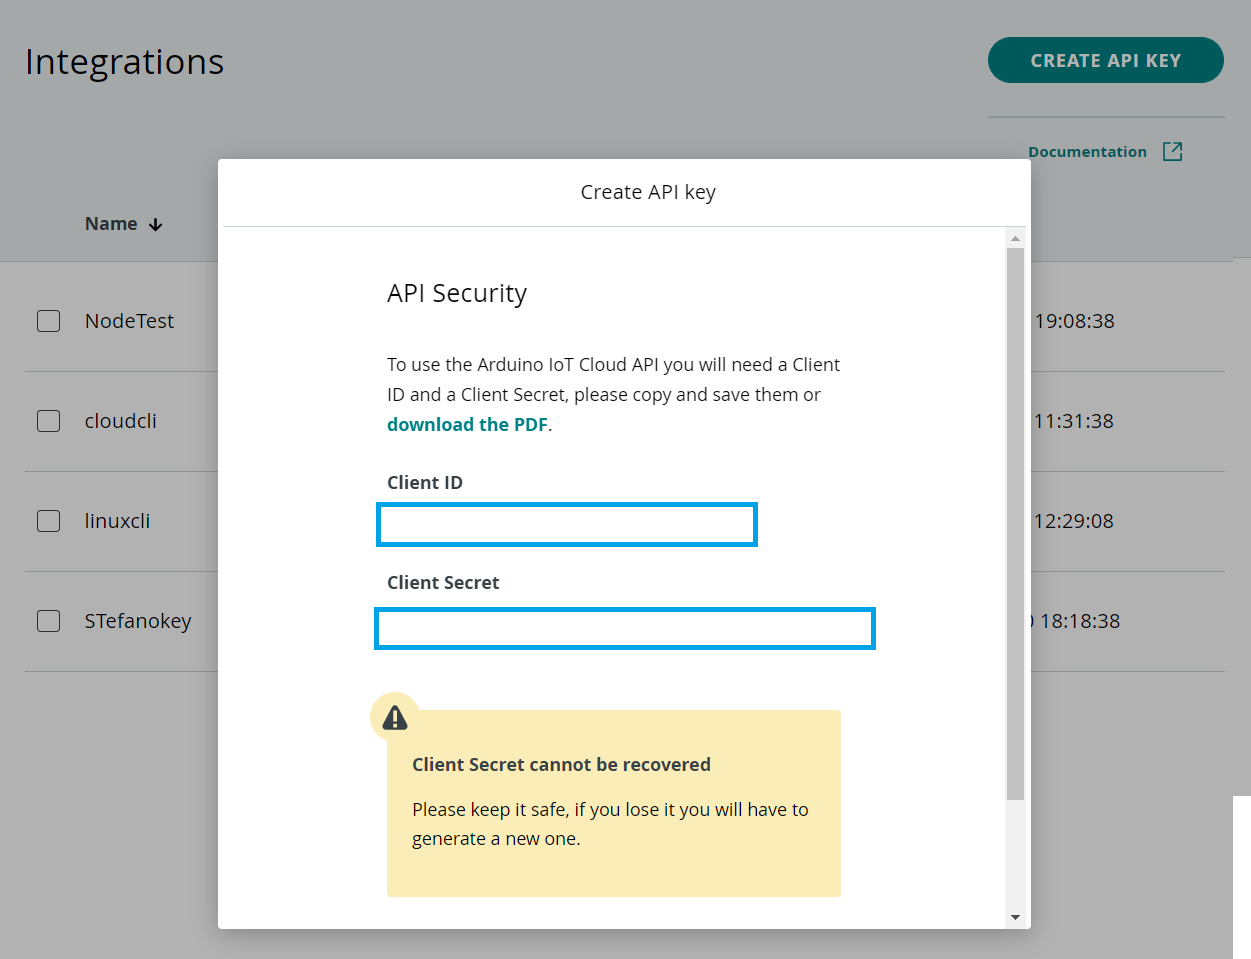 Integrations
CREATE API KEY
Documentation
Create API key
Name
API Security
NodeTest
19:08:38
To use the Arduino IoT Cloud API you will need a Client
ID and a Client Secret, please copy and save them or
download the PDF.
cloudcli
11:31:38
Client ID
linuxcli
12:29:08
Client Secret
STefanokey
18:18:38
Client Secret cannot be recovered
Please keep it safe, if you lose it you will have to
generate a new one.